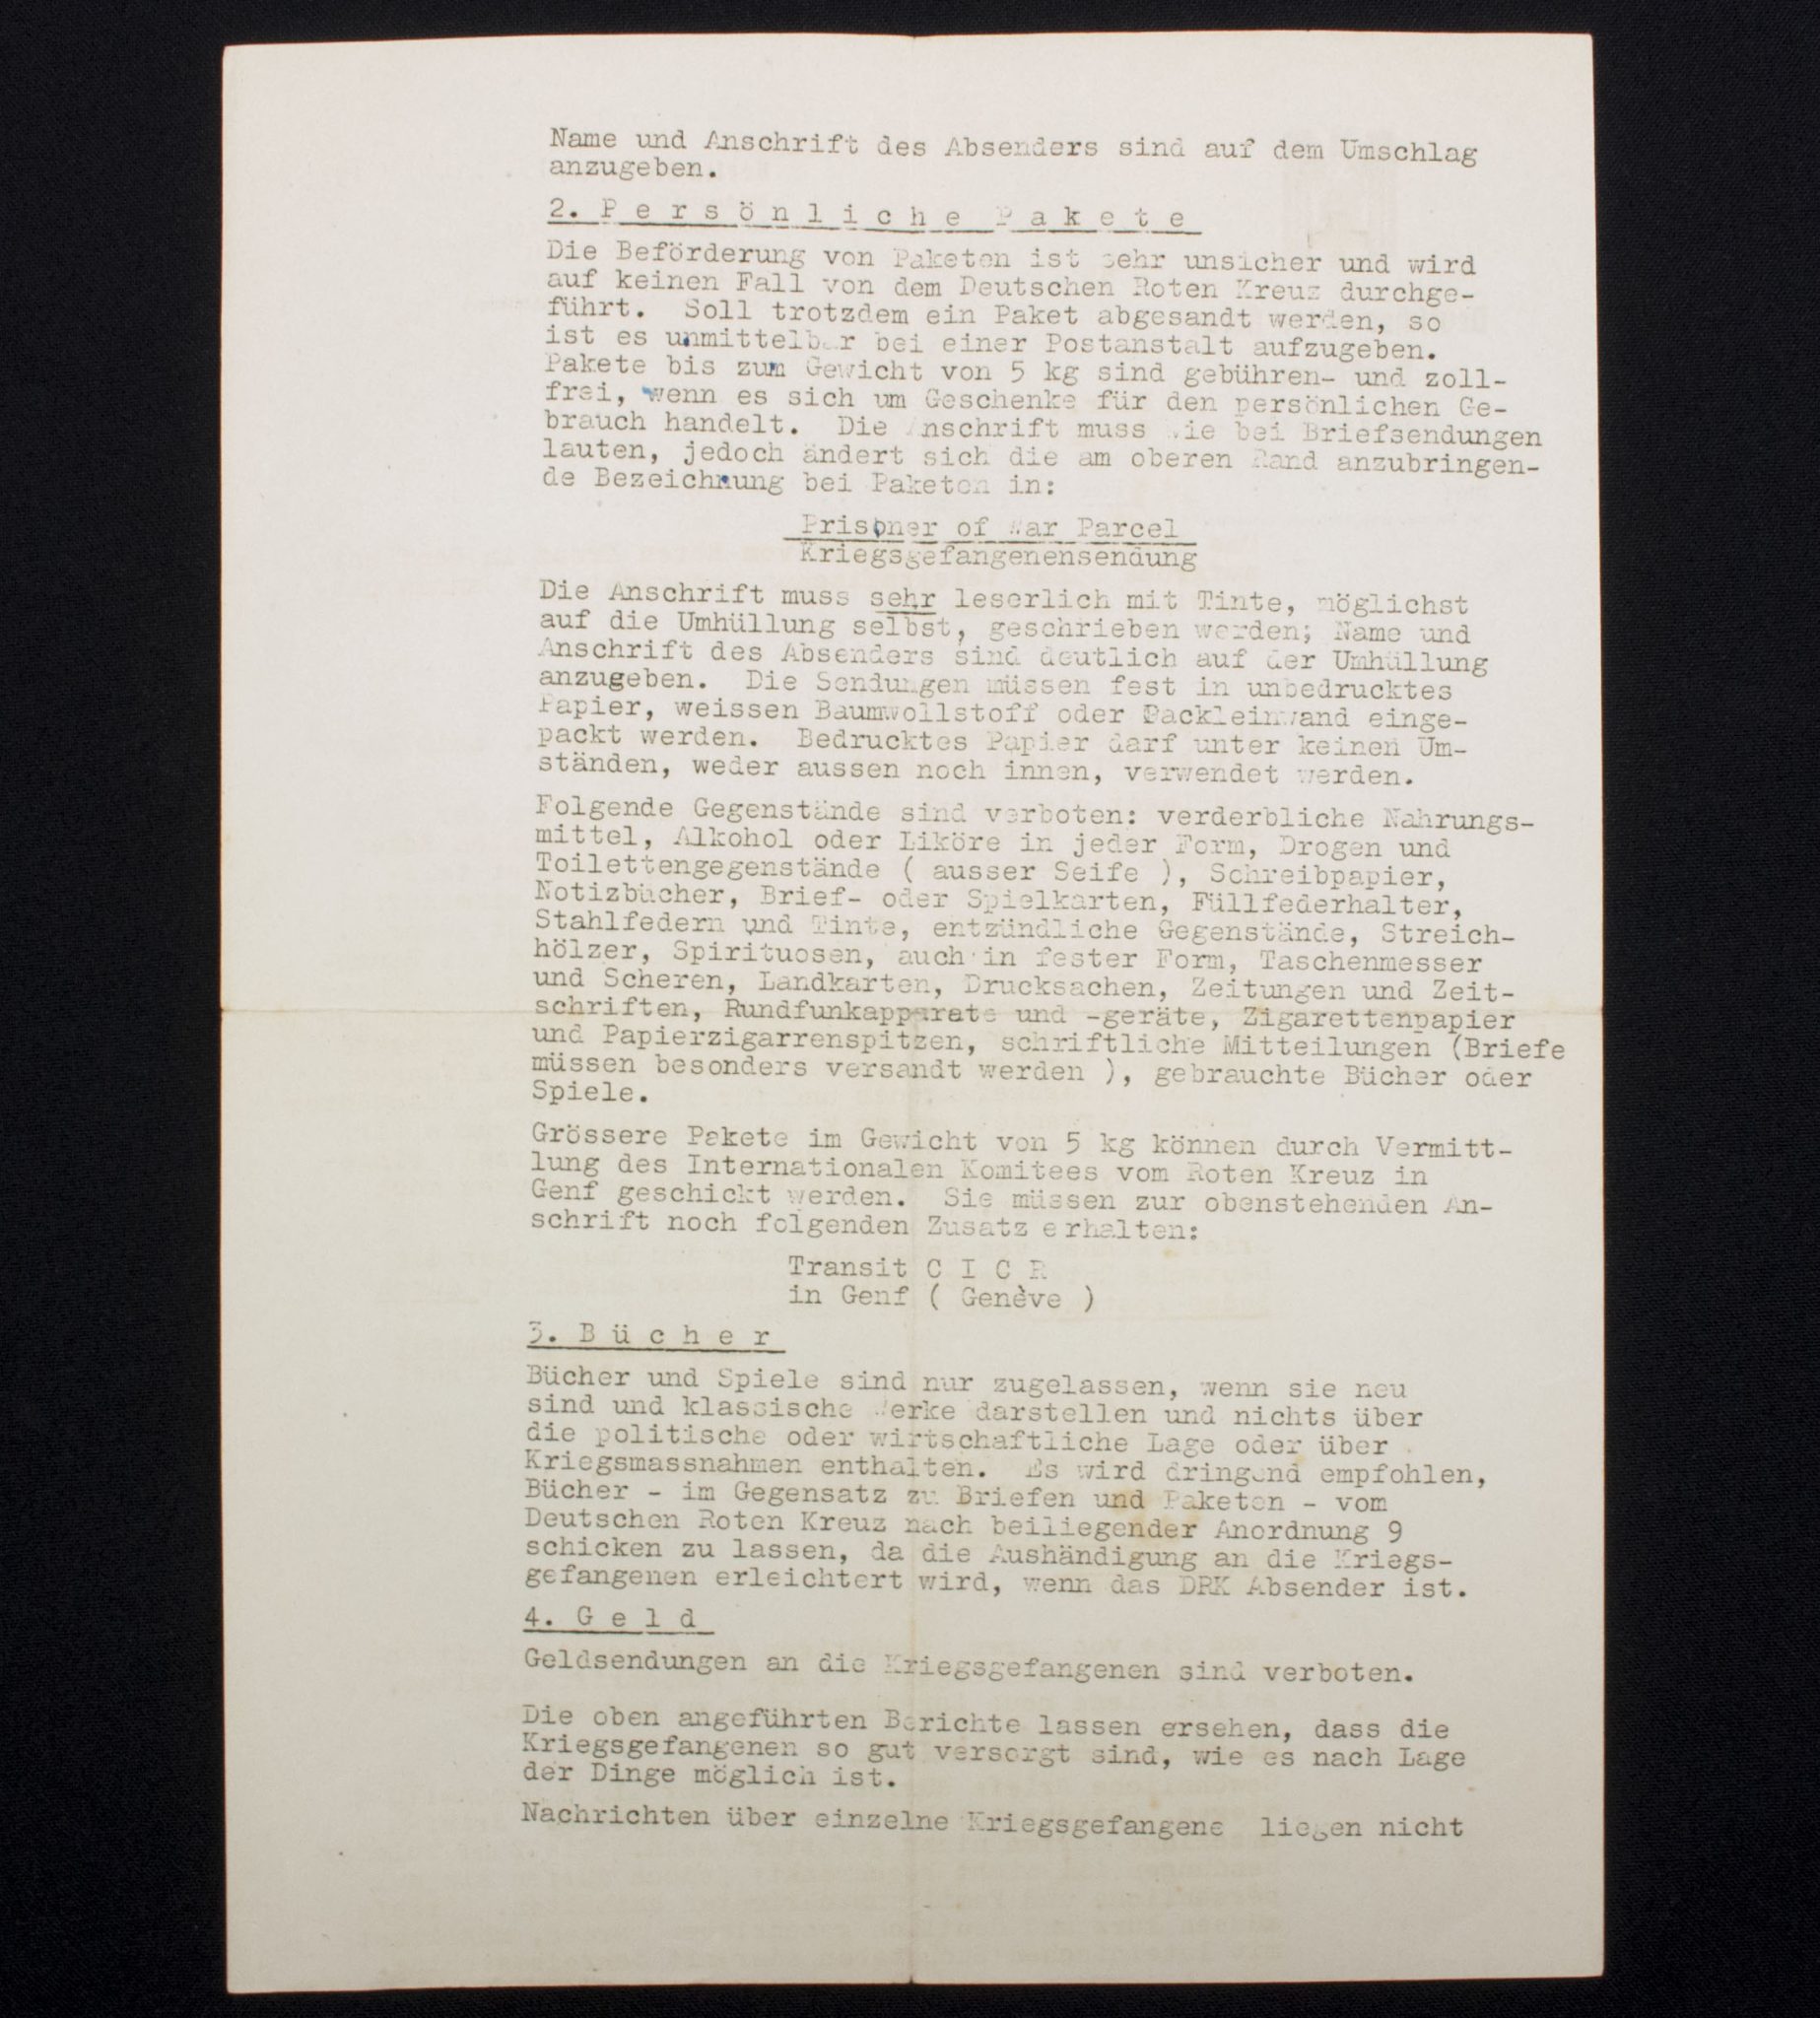 Name und Anschrift des Absenders sind auf dem Umschlag
anzugeben.
2. P e r s ö n l i c h e P a k e t e
Die Beförderung von Paketen ist sehr unsicher und wird
auf keinen Fall von dem Deutschen Roten Kreuz durchge-
führt. Soll trotzdem ein Paket abgesandt werden, so
ist es unmittelbar bei einer Postanstalt aufzugeben.
Pakete bis zum Gewicht von 5 kg sind gebühren- und zoll-
frei, wenn es sich um Geschenke für den persönlichen Ge-
brauch handelt. Die Anschrift muss wie bei Briefsendungen
lauten, jedoch ändert sich die am oberen Rand anzubringen-
de Bezeichnung bei Paketen in:
Prisoner of War Parcel
Kriegsgefangenensendung
Die Anschrift muss sehr leserlich mit Tinte, möglichst
auf die Umhüllung selbst, geschrieben werden; Name und
Anschrift des Absenders sind deutlich auf der Umhüllung
anzugeben. Die Sendungen müssen fest in unbedrucktes
Papier, weissen Baumwollstoff oder Packleinwand einge-
packt werden. Bedrucktes Papier darf unter keinen Um-
ständen, weder aussen noch innen, verwendet werden.
Folgende Gegenstände sind verboten: verderbliche Nahrungs-
mittel, Alkohol oder Liköre in jeder Form, Drogen und
Toilettengegenstände ( ausser Seife ), Schreibpapier,
Notizbücher, Brief- oder Spielkarten, Füllfederhalter,
Stahlfedern und Tinte, entzündliche Gegenstände, Streich-
hölzer, Spirituosen, auch in fester Form, Taschenmesser
und Scheren, Landkarten, Drucksachen, Zeitungen und Zeit-
schriften, Rundfunkapparate und -geräte, Zigarettenpapier
und Papierzigarrenspitzen, schriftliche Mitteilungen (Briefe
müssen besonders versandt werden ), gebrauchte Bücher oder
Spiele.
Grössere Pakete im Gewicht von 5 kg können durch Vermitt-
lung des Internationalen Komitees vom Roten Kreuz in
Genf geschickt werden. Sie müssen zur obenstehenden An-
schrift noch folgenden Zusatz erhalten:
Transit C I C R
in Genf ( Genève )
3. B ü c h e r
Bücher und Spiele sind nur zugelassen, wenn sie neu
sind und klassische Werke darstellen und nichts über
die politische oder wirtschaftliche Lage oder über
Kriegsmassnahmen enthalten. Es wird dringend empfohlen,
Bücher - im Gegensatz zu Briefen und Paketen - vom
Deutschen Roten Kreuz nach beiliegender Anordnung 9
schicken zu lassen, da die Aushändigung an die Kriegs-
gefangenen erleichtert wird, wenn das DRK Absender ist.
4. G e l d
Geldsendungen an die Kriegsgefangenen sind verboten.
Die oben angeführten Berichte lassen ersehen, dass die
Kriegsgefangenen so gut versorgt sind, wie es nach Lage
der Dinge möglich ist.
Nachrichten über einzelne Kriegsgefangene liegen nicht